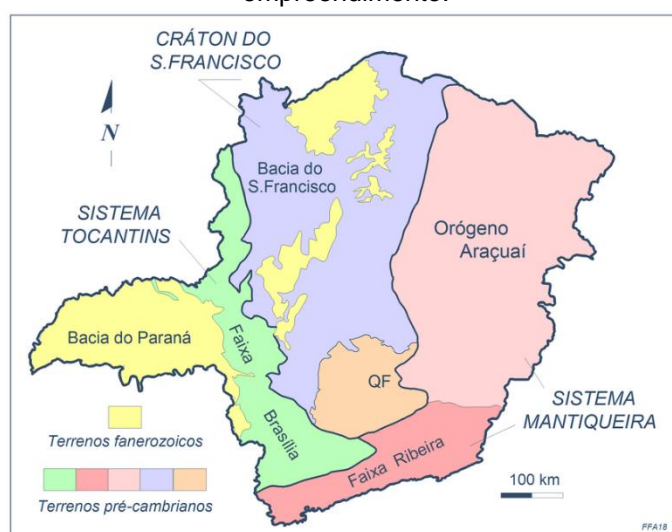 empreendimento.
CRÁTON DO
S.FRANCISCO
N
Bacia do
S.Francisco
SISTEMA
TOCANTINS
Orógeno
Araçuaí
Bacia do Paraná
Faixa
Brasília
QF
SISTEMA
MANTIQUEIRA
Faixa Ribeira
Terrenos fanerozoicos
Terrenos pré-cambrianos
100 km
FFA18